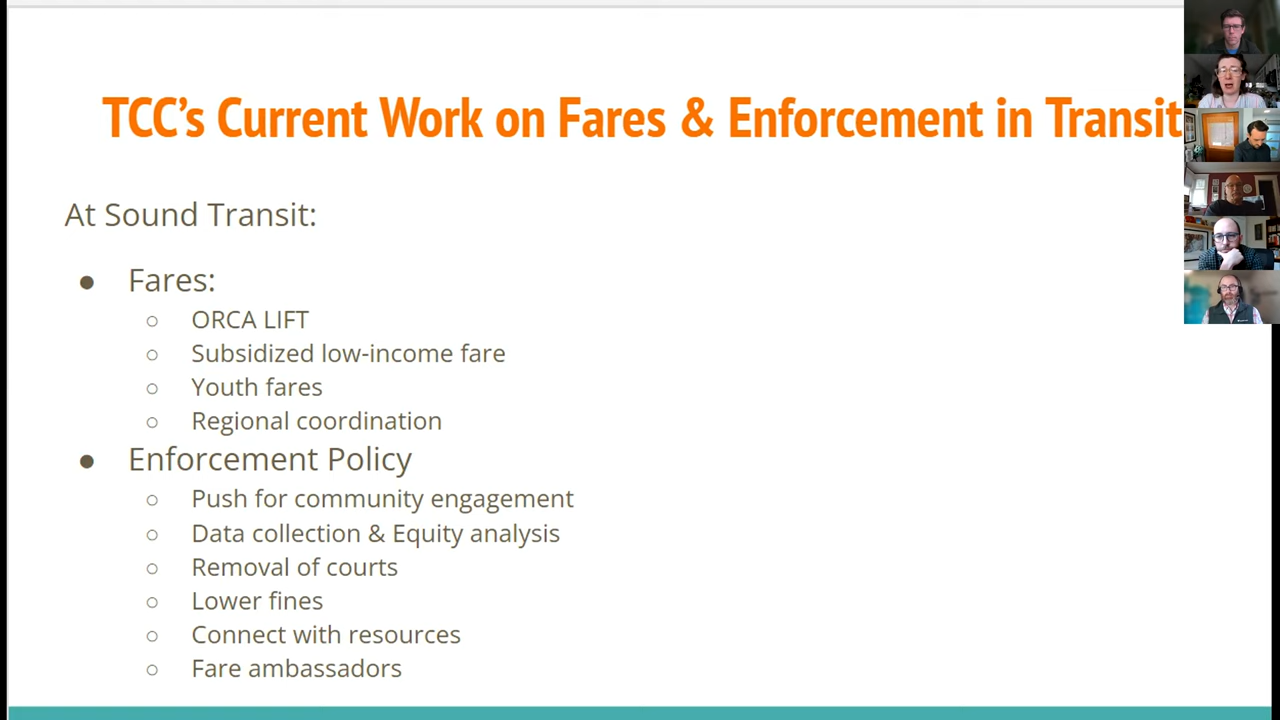 TCC's Current Work on Fares & Enforcement in Transit
At Sound Transit:
● Fares:
○ ORCA LIFT
○ Subsidized low-income fare
○ Youth fares
○ Regional coordination
● Enforcement Policy
○ Push for community engagement
○ Data collection & Equity analysis
○ Removal of courts
○ Lower fines
○ Connect with resources
○ Fare ambassadors